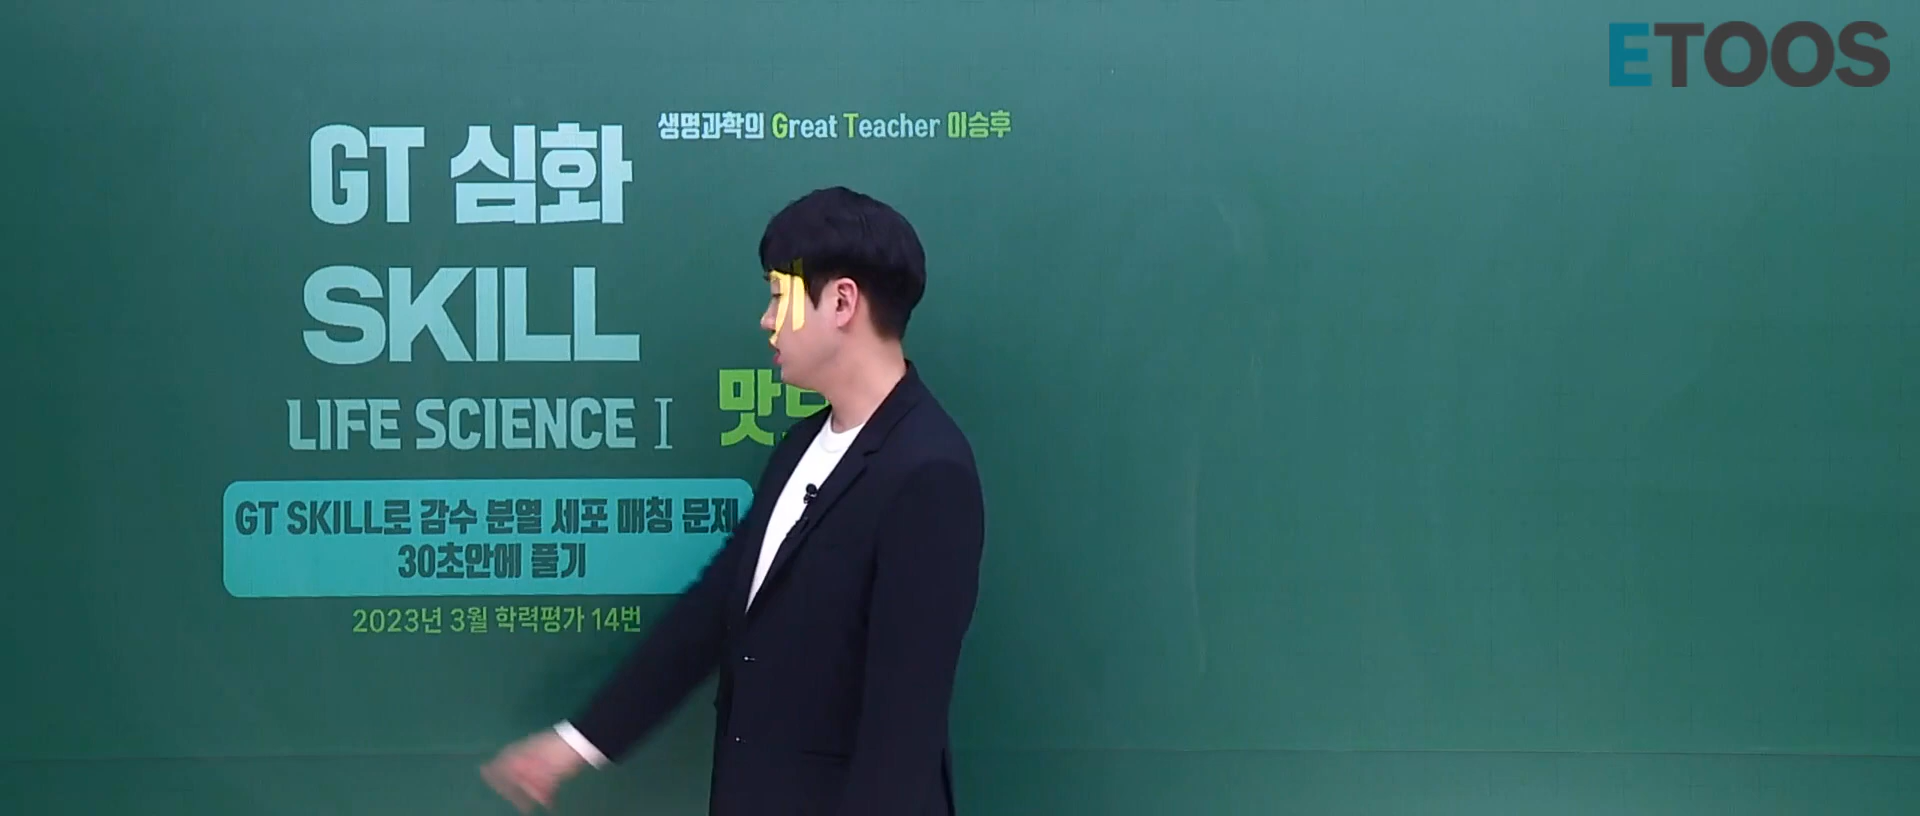 ETOOS
생명과학의 Great Teacher 이승후
GT 심화
SKILL
LIFE SCIENCE I
GT SKILL로 감수 분열 세포 매칭 문제
30초안에 풀기
2023년 3월 학력평가 14번